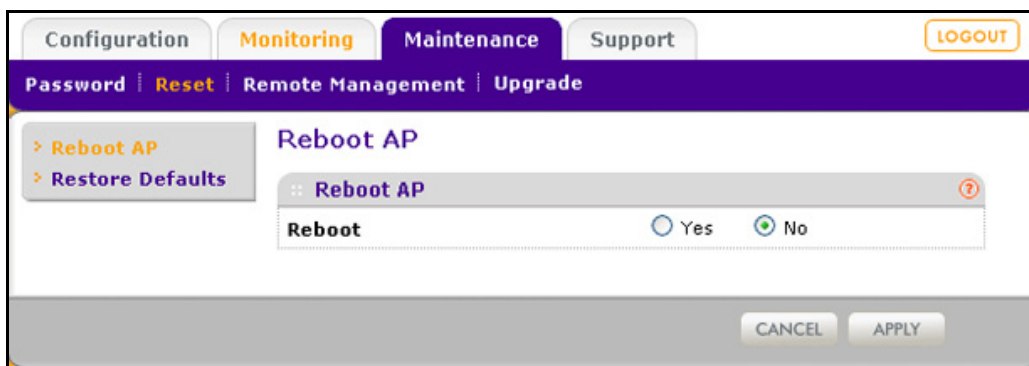 Configuration Monitoring Maintenance Support LOGOUT
Password Reset Remote Management Upgrade
Reboot AP
Restore Defaults
Reboot AP
Reboot AP ?
Reboot Yes No
CANCEL APPLY